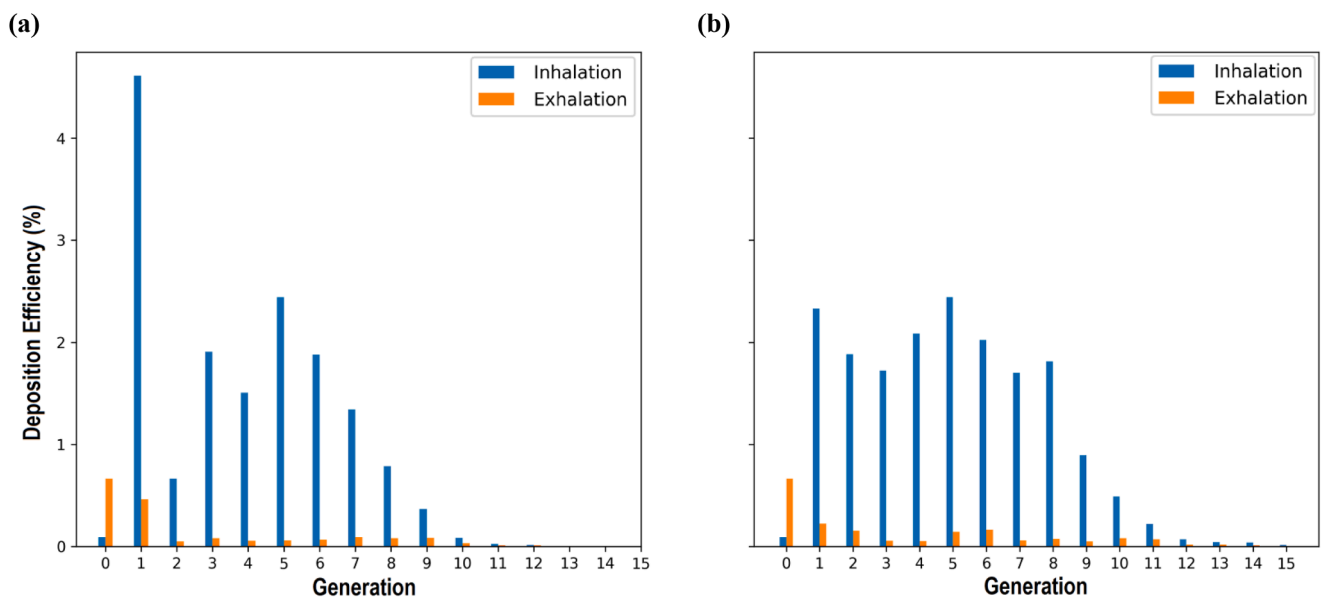 (a)
(b)
Inhalation
Exhalation
Inhalation
Exhalation
4
3
2
1
0
Deposition Efficiency (%)
0 1 2 3 4 5 6 7 8 9 10 11 12 13 14 15
Generation
0 1 2 3 4 5 6 7 8 9 10 11 12 13 14 15
Generation